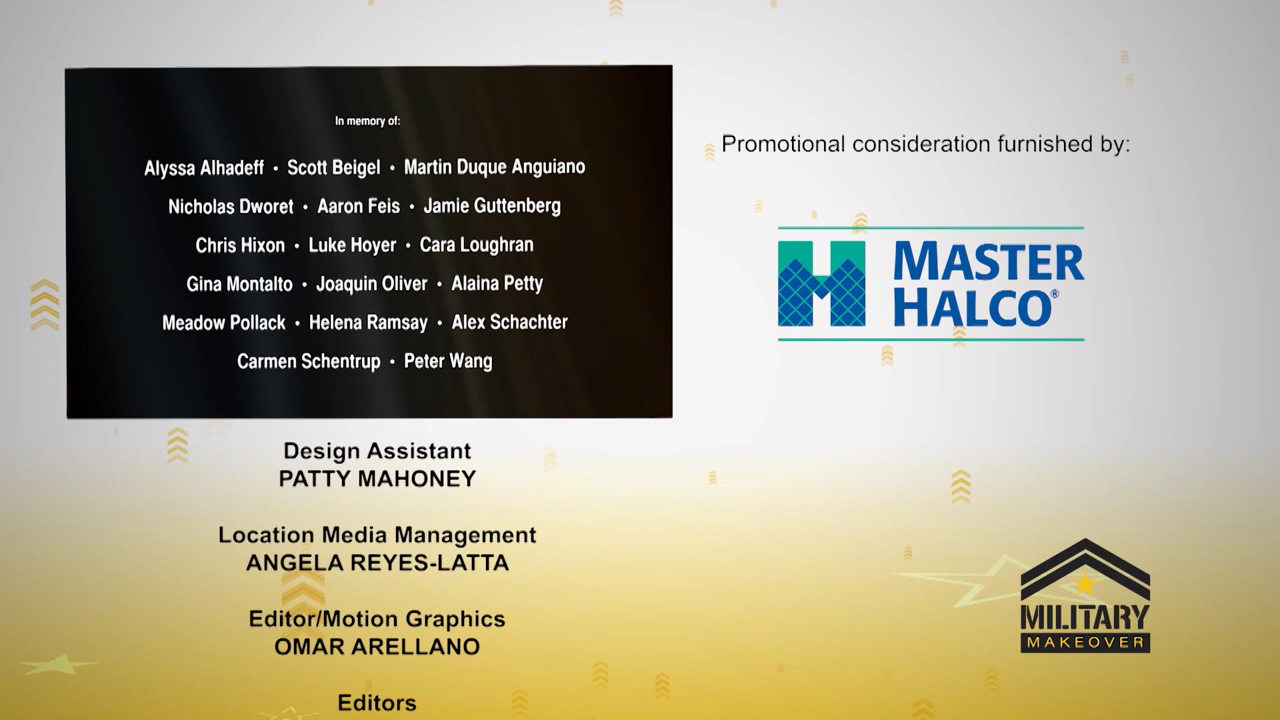 In memory of:
Alyssa Alhadeff • Scott Beigel • Martin Duque Anguiano
Nicholas Dworet • Aaron Feis • Jamie Guttenberg
Chris Hixon • Luke Hoyer • Cara Loughran
Gina Montalto • Joaquin Oliver • Alaina Petty
Meadow Pollack • Helena Ramsay • Alex Schachter
Carmen Schentrup • Peter Wang
Design Assistant
PATTY MAHONEY
Location Media Management
ANGELA REYES-LATTA
Editor/Motion Graphics
OMAR ARELLANO
Editors
Promotional consideration furnished by:
MASTER
HALCO®
MILITARY
MAKEOVER